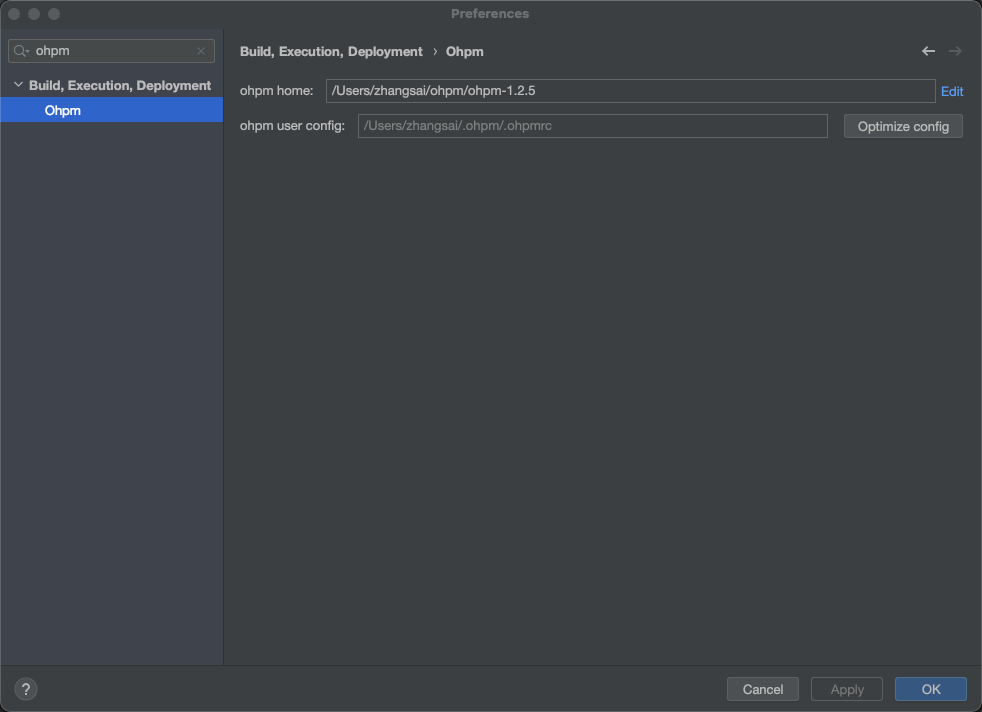 Preferences
ohpm
Build, Execution, Deployment
Ohpm
Build, Execution, Deployment › Ohpm
ohpm home: /Users/zhangsai/ohpm/ohpm-1.2.5 Edit
ohpm user config: /Users/zhangsai/.ohpm/.ohpmrc Optimize config
? Cancel Apply OK